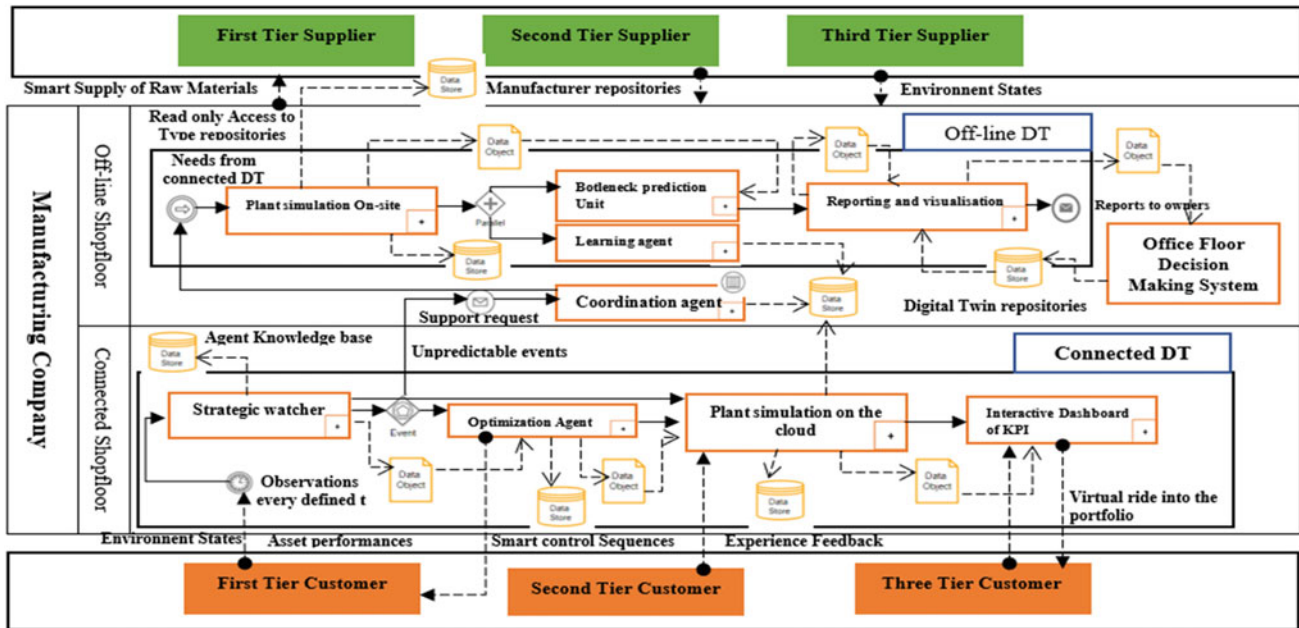 First Tier Supplier
Second Tier Supplier
Third Tier Supplier
Data
Store
Smart Supply of Raw Materials
Manufacturer repositories
Environment States
Manufacturing Company
Off-line Shopfloor
Read only Access to
Type repositories
Off-line DT
Data
Object
Data
Object
Data
Object
Needs from
connected DT
Plant simulation On-site
+
Parallel
Botleneck prediction
Unit
+
Reporting and visualisation
+
Reports to owners
Learning agent
+
Data
Store
Data
Store
Data
Store
Office Floor
Decision
Making System
Coordination agent
+
Digital Twin repositories
Support request
Connected Shopfloor
Data
Store
Agent Knowledge base
Unpredictable events
Connected DT
Strategic watcher
+
Event
Optimization Agent
+
Plant simulation on the
cloud
+
Interactive Dashboard
of KPI
+
Data
Object
Data
Object
Data
Object
Observations
every defined t
Data
Store
Data
Store
Virtual ride into the
portfolio
Environment States
Asset performances
Smart control Sequences
Experience Feedback
First Tier Customer
Second Tier Customer
Three Tier Customer